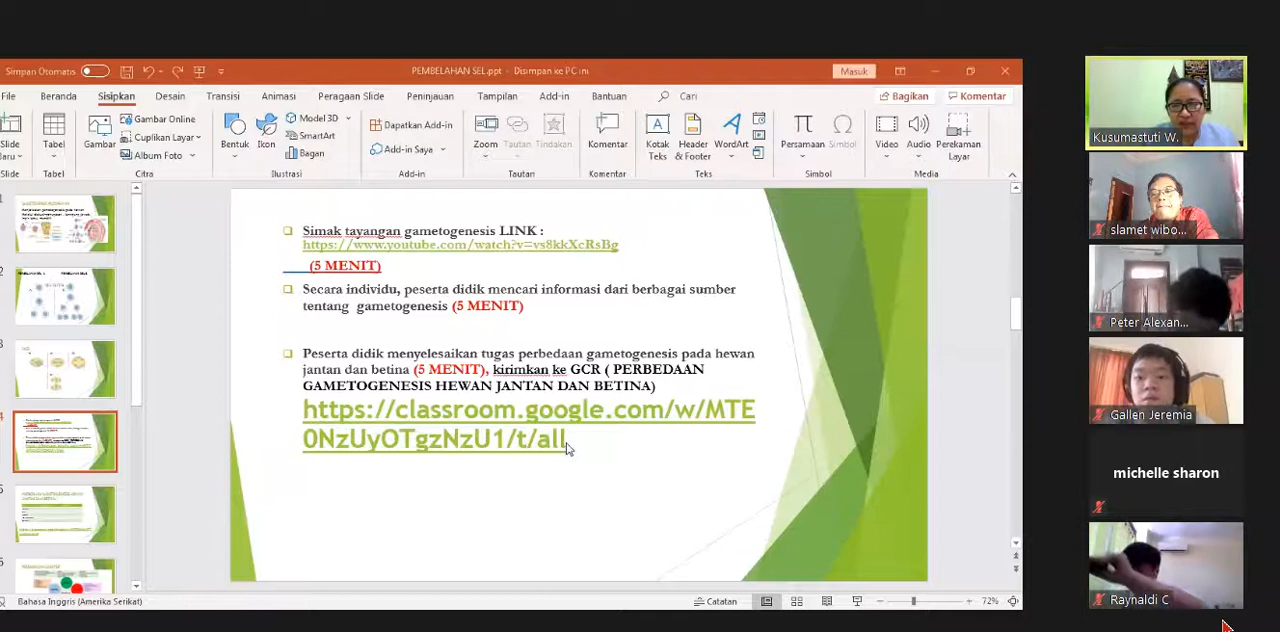 Simpan Otomatis
PEMBELAHAN SEL.ppt - Disimpan ke PC ini
Masuk
File Beranda Sisipkan Desain Transisi Animasi Peragaan Slide Peninjauan Tampilan Add-in Bantuan Cari
Bagikan Komentar
Slide
Baru
Slide
Tabel
Tabel
Gambar
Gambar Online
Cuplikan Layar
Album Foto
Citra
Bentuk
Ikon
Model 3D
SmartArt
Bagan
Ilustrasi
Dapatkan Add-in
Add-in Saya
Add-in
Zoom
Tautan
Tindakan
Tautan
Komentar
Komentar
Kotak
Teks
Header
& Footer
WordArt
Teks
Persamaan
Simbol
Simbol
Video
Audio
Perekaman
Layar
Media
Simak tayangan gametogenesis LINK :
https://www.youtube.com/watch?v=vs8kkXcRsBg
(5 MENIT)
Secara individu, peserta didik mencari informasi dari berbagai sumber
tentang gametogenesis (5 MENIT)
Peserta didik menyelesaikan tugas perbedaan gametogenesis pada hewan
jantan dan betina (5 MENIT), kirimkan ke GCR ( PERBEDAAN
GAMETOGENESIS HEWAN JANTAN DAN BETINA)
https://classroom.google.com/w/MTE
0NzUyOTgzNzU1/t/all
Bahasa Inggris (Amerika Serikat)
Catatan
72%
Kusumastuti W.
slamet wibo...
Peter Alexan...
Gallen Jeremia
michelle sharon
Raynaldi C